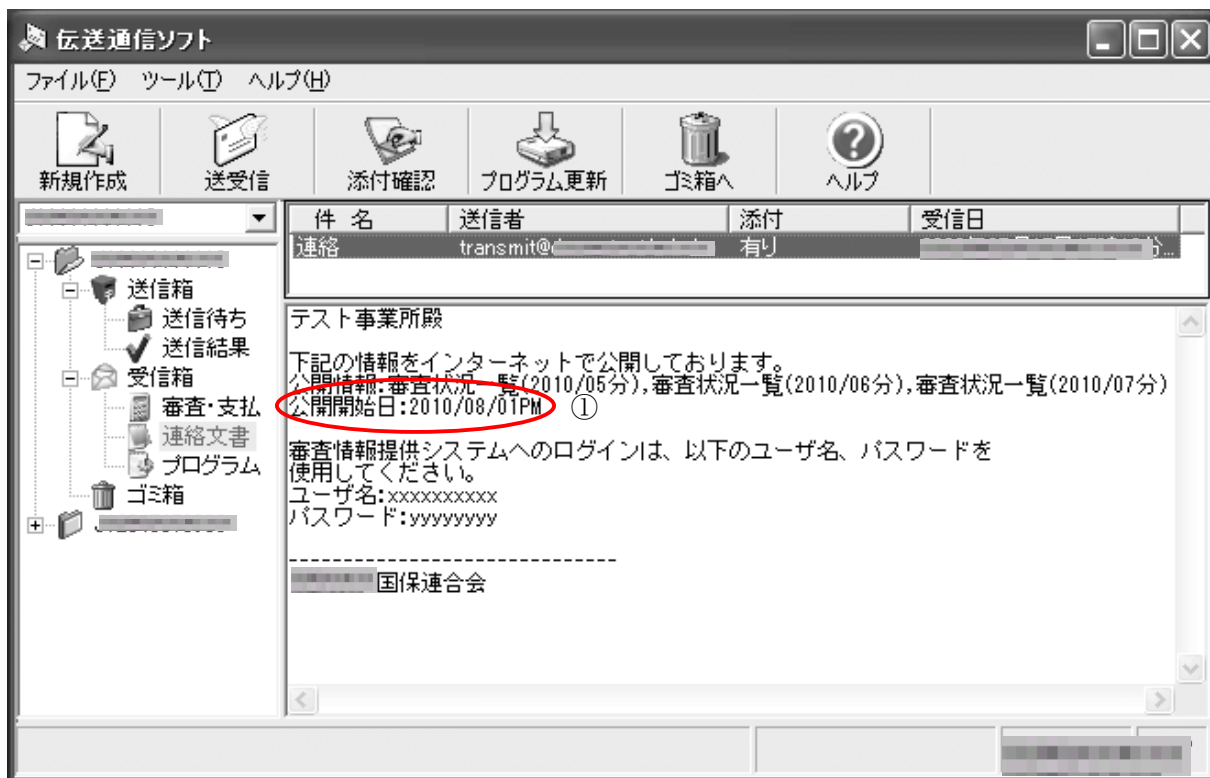 伝送通信ソフト
ファイル(F) ツール(T) ヘルプ(H)
新規作成 送受信 添付確認 プログラム更新 ゴミ箱へ ヘルプ
件 名 送信者 添付 受信日
連絡 transmit@ 有り 分...
送信箱
送信待ち
送信結果
受信箱
審査・支払
連絡文書
プログラム
ゴミ箱
テスト事業所殿
下記の情報をインターネットで公開しております。
公開情報:審査状況一覧(2010/05分),審査状況一覧(2010/06分),審査状況一覧(2010/07分)
公開開始日:2010/08/01PM ①
審査情報提供システムへのログインは、以下のユーザ名、パスワードを
使用してください。
ユーザ名:xxxxxxxxxx
パスワード:yyyyyyyy
------------------------------
国保連合会